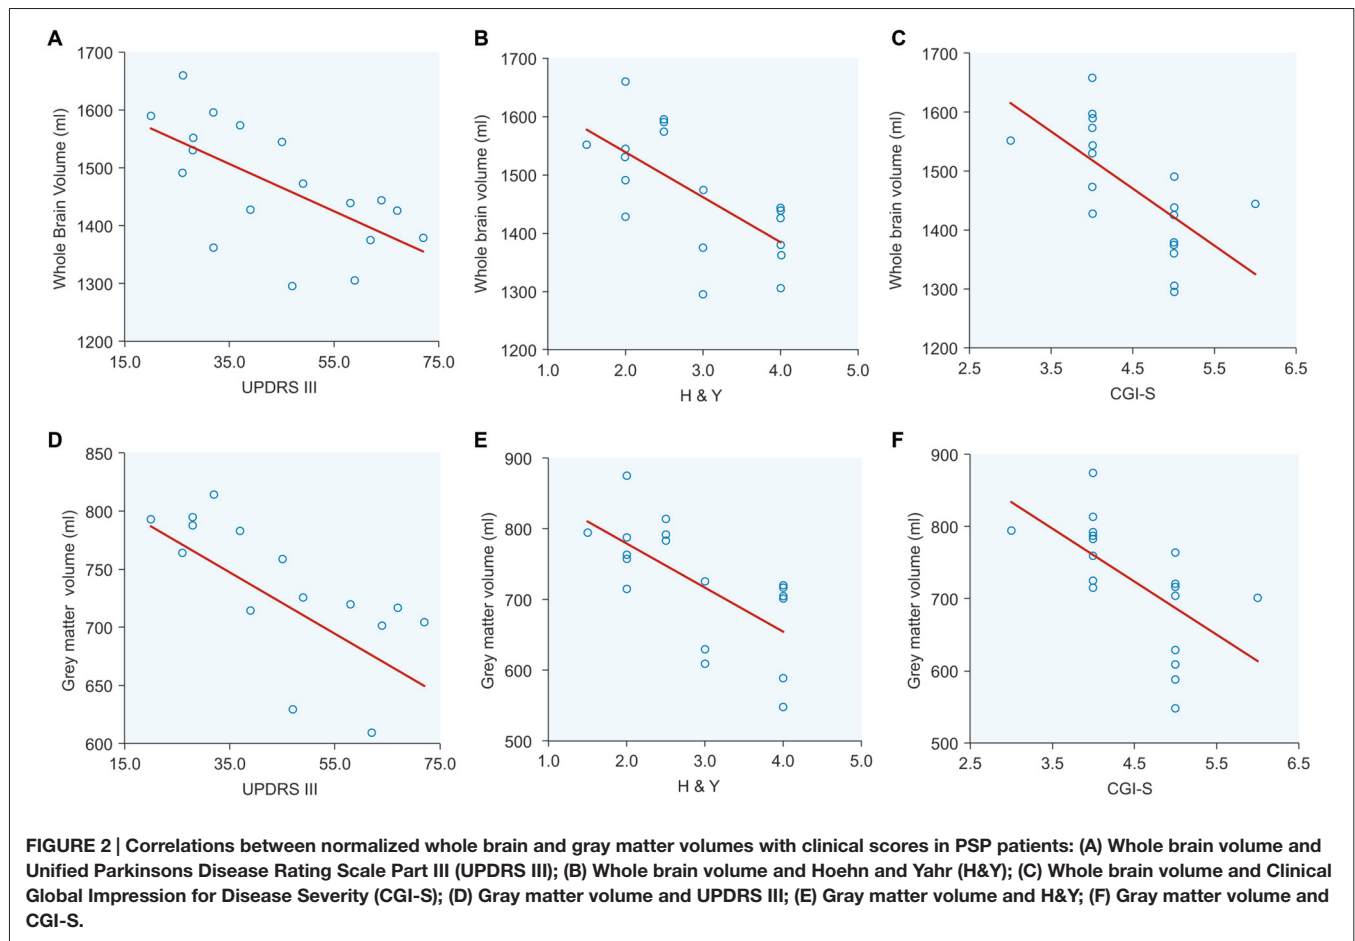 A
1700
1600
1500
1400
1300
1200
15.0 35.0 55.0 75.0
Whole Brain Volume (ml)
UPDRS III
B
1700
1600
1500
1400
1300
1200
1.0 2.0 3.0 4.0 5.0
Whole brain volume (ml)
H & Y
C
1700
1600
1500
1400
1300
1200
2.5 3.5 4.5 5.5 6.5
Whole brain volume (ml)
CGI-S
D
850
800
750
700
650
600
15.0 35.0 55.0 75.0
Grey matter volume (ml)
UPDRS III
E
900
800
700
600
500
1.0 2.0 3.0 4.0 5.0
Grey matter volume (ml)
H & Y
F
900
800
700
600
500
2.5 3.5 4.5 5.5 6.5
Grey matter volume (ml)
CGI-S
FIGURE 2 | Correlations between normalized whole brain and gray matter volumes with clinical scores in PSP patients: (A) Whole brain volume and
Unified Parkinsons Disease Rating Scale Part III (UPDRS III); (B) Whole brain volume and Hoehn and Yahr (H&Y); (C) Whole brain volume and Clinical
Global Impression for Disease Severity (CGI-S); (D) Gray matter volume and UPDRS III; (E) Gray matter volume and H&Y; (F) Gray matter volume and
CGI-S.